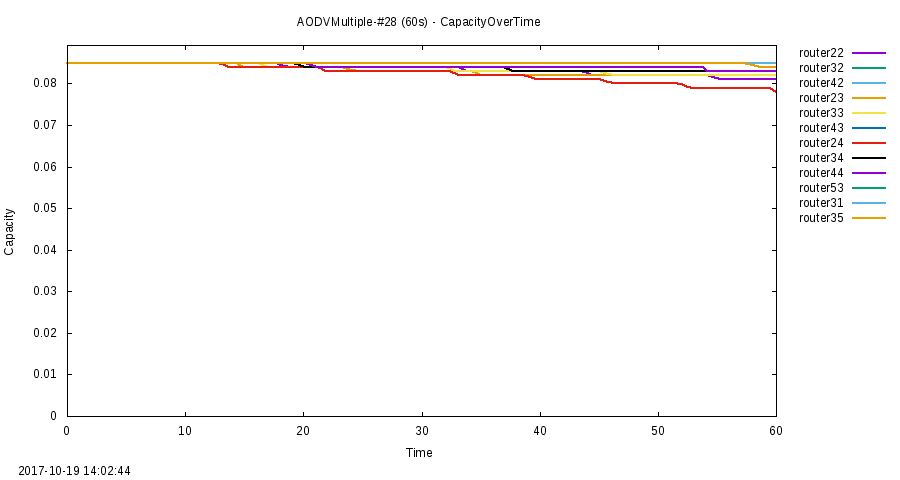 AODVMultiple-#28 (60s) - CapacityOverTime
router22
router32
router42
router23
router33
router43
router24
router34
router44
router53
router31
router35
Capacity
0.08
0.07
0.06
0.05
0.04
0.03
0.02
0.01
0
0 10 20 30 40 50 60
Time
2017-10-19 14:02:44